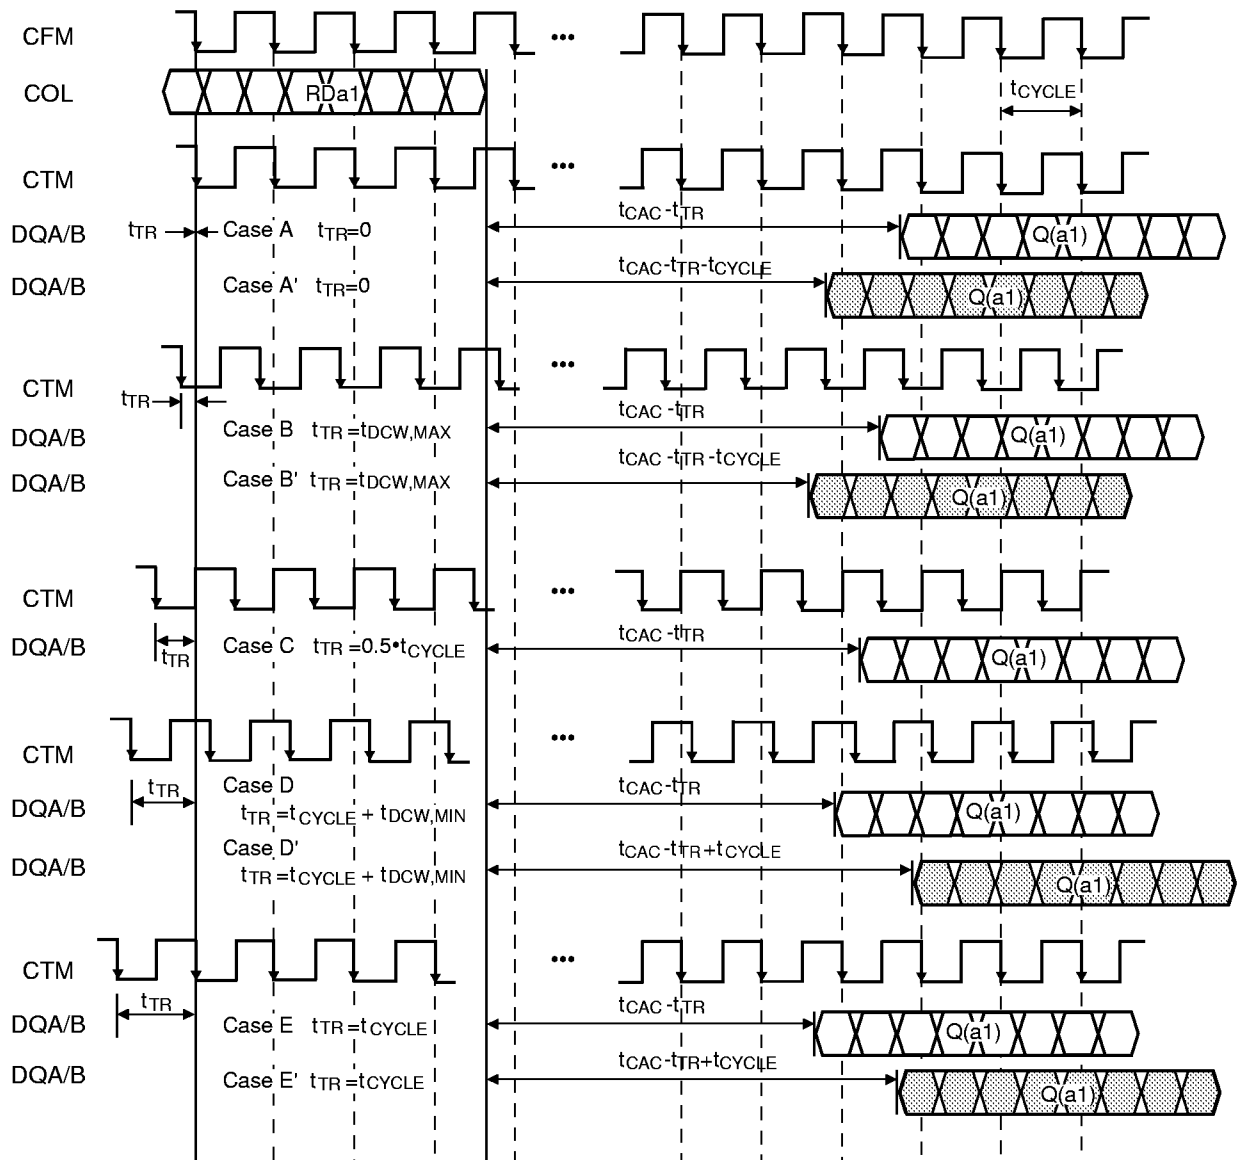 CFM
•••
COL
RDa1
tCYCLE
CTM
•••
tCAC-tTR
DQA/B
tTR
Case A tTR=0
Q(a1)
tCAC-tTR-tCYCLE
DQA/B
Case A' tTR=0
Q(a1)
CTM
•••
tTR
tCAC-tTR
DQA/B
Case B tTR=tDCW,MAX
Q(a1)
tCAC-tTR-tCYCLE
DQA/B
Case B' tTR=tDCW,MAX
Q(a1)
CTM
•••
tCAC-tTR
DQA/B
tTR
Case C tTR=0.5•tCYCLE
Q(a1)
CTM
•••
tTR
Case D
tCAC-tTR
DQA/B
tTR=tCYCLE + tDCW,MIN
Q(a1)
Case D'
tCAC-tTR+tCYCLE
DQA/B
tTR=tCYCLE + tDCW,MIN
Q(a1)
CTM
•••
tTR
tCAC-tTR
DQA/B
Case E tTR=tCYCLE
Q(a1)
tCAC-tTR+tCYCLE
DQA/B
Case E' tTR=tCYCLE
Q(a1)